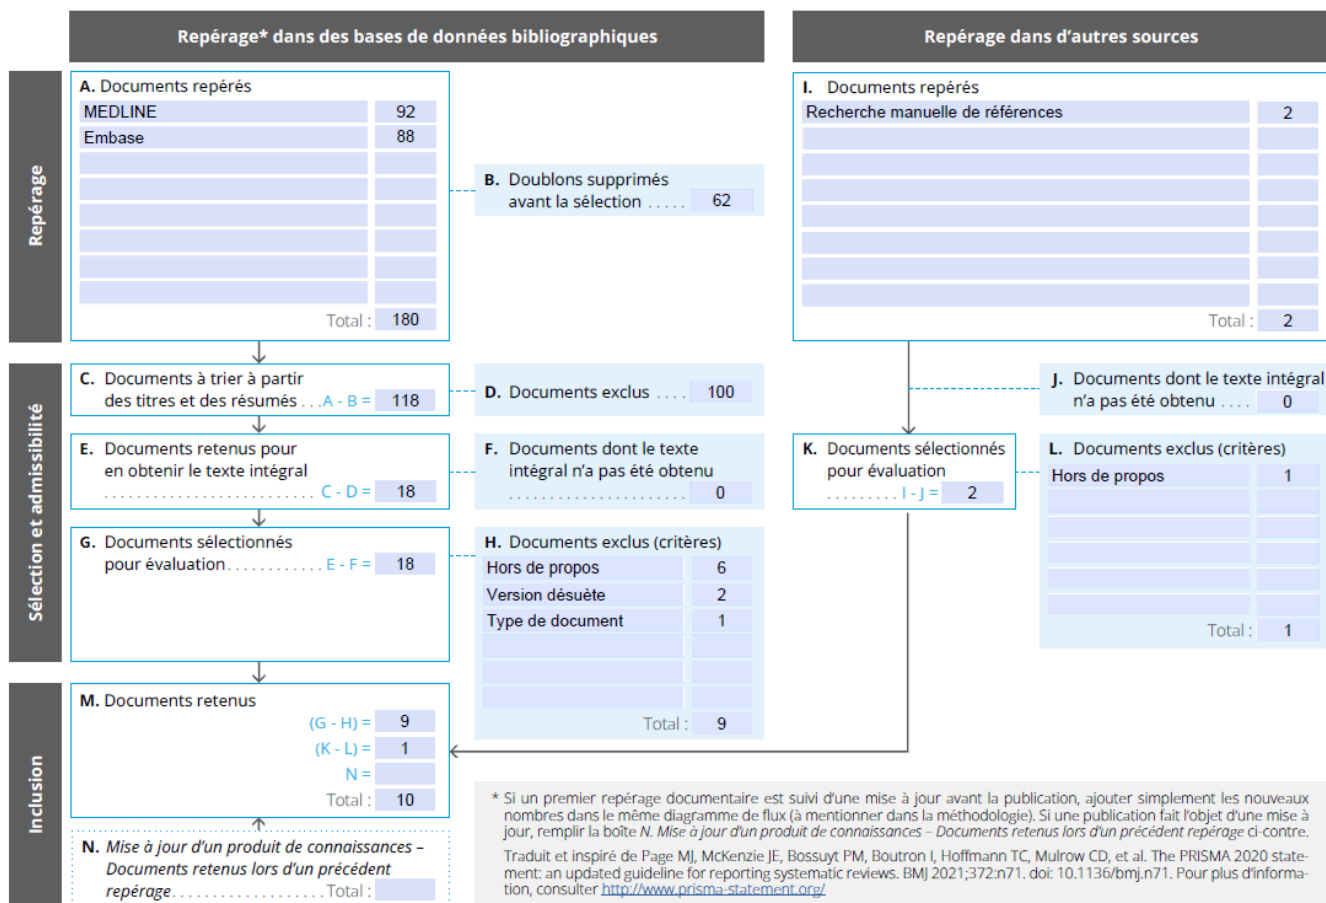 Repérage* dans des bases de données bibliographiques
Repérage dans d'autres sources
Repérage
A. Documents repérés
MEDLINE 92
Embase 88
Total : 180
B. Doublons supprimés
avant la sélection ..... 62
I. Documents repérés
Recherche manuelle de références 2
Total : 2
Sélection et admissibilité
C. Documents à trier à partir
des titres et des résumés ...A - B = 118
D. Documents exclus .... 100
J. Documents dont le texte intégral
n'a pas été obtenu .... 0
E. Documents retenus pour
en obtenir le texte intégral
.......................... C - D = 18
F. Documents dont le texte
intégral n'a pas été obtenu
...................... 0
K. Documents sélectionnés
pour évaluation
......... I - J = 2
L. Documents exclus (critères)
Hors de propos 1
Total : 1
G. Documents sélectionnés
pour évaluation............ E - F = 18
H. Documents exclus (critères)
Hors de propos 6
Version désuète 2
Type de document 1
Total : 9
Inclusion
M. Documents retenus
(G - H) = 9
(K - L) = 1
N =
Total : 10
N. Mise à jour d'un produit de connaissances –
Documents retenus lors d'un précédent
repérage................... Total :
* Si un premier repérage documentaire est suivi d'une mise à jour avant la publication, ajouter simplement les nouveaux
nombres dans le même diagramme de flux (à mentionner dans la méthodologie). Si une publication fait l'objet d'une mise à
jour, remplir la boîte N. Mise à jour d'un produit de connaissances – Documents retenus lors d'un précédent repérage ci-contre.
Traduit et inspiré de Page MJ, McKenzie JE, Bossuyt PM, Boutron I, Hoffmann TC, Mulrow CD, et al. The PRISMA 2020 state-
ment: an updated guideline for reporting systematic reviews. BMJ 2021;372:n71. doi: 10.1136/bmj.n71. Pour plus d'informa-
tion, consulter http://www.prisma-statement.org/